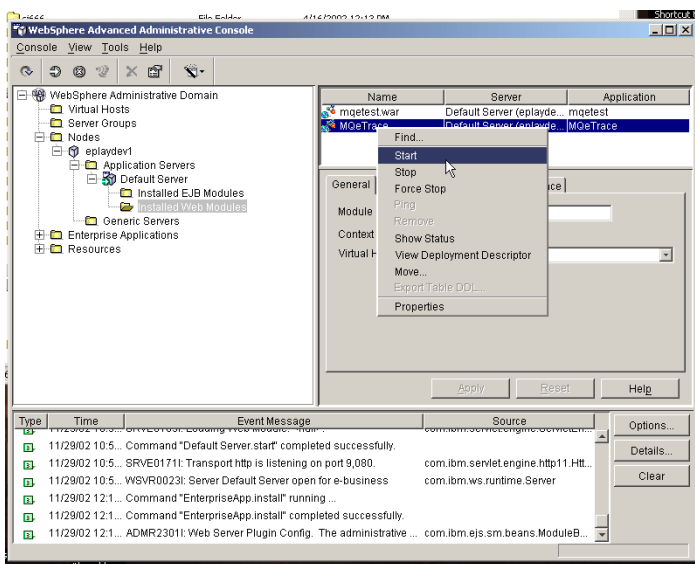 File Folder 4/16/2002 12:13 PM
Shortcut t
WebSphere Advanced Administrative Console
Console View Tools Help
WebSphere Administrative Domain
Virtual Hosts
Server Groups
Nodes
eplaydev1
Application Servers
Default Server
Installed EJB Modules
Installed Web Modules
Generic Servers
Enterprise Applications
Resources
Name Server Application
mqetest.war Default Server (eplayde... mqetest
MQeTrace Default Server (eplayde... MQeTrace
Find...
Start
Stop
Force Stop
Ping
Remove
Show Status
View Deployment Descriptor
Move...
Export Table DDL...
Properties
General
Module
Context
Virtual H
Apply Reset Help
Type Time Event Message Source
11/29/02 10:5... Command "Default Server.start" completed successfully.
11/29/02 10:5... SRVE0171I: Transport http is listening on port 9,080. com.ibm.servlet.engine.http11.Htt...
11/29/02 10:5... WSVR0023I: Server Default Server open for e-business com.ibm.ws.runtime.Server
11/29/02 12:1... Command "EnterpriseApp.install" running ...
11/29/02 12:1... Command "EnterpriseApp.install" completed successfully.
11/29/02 12:1... ADMR2301I: Web Server Plugin Config. The administrative ... com.ibm.ejs.sm.beans.ModuleB...
Options...
Details...
Clear